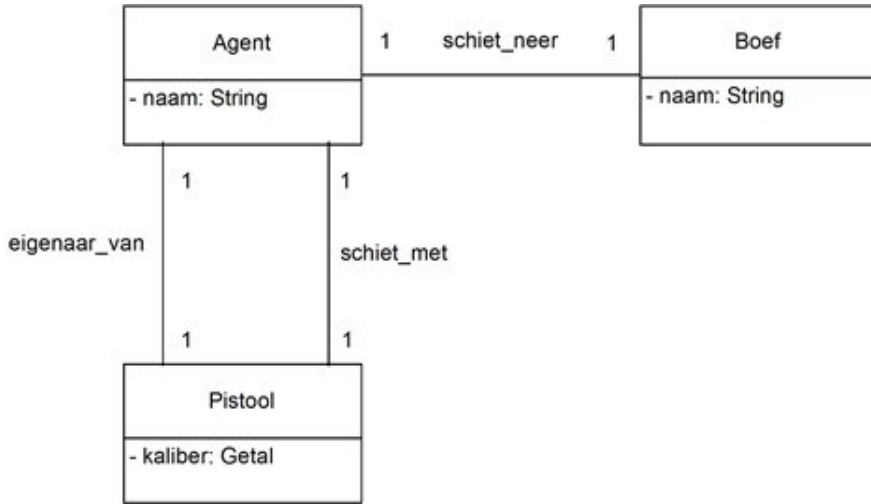 Agent
1 schiet_neer 1
Boef
- naam: String
- naam: String
1 1
eigenaar_van
schiet_met
1 1
Pistool
- kaliber: Getal